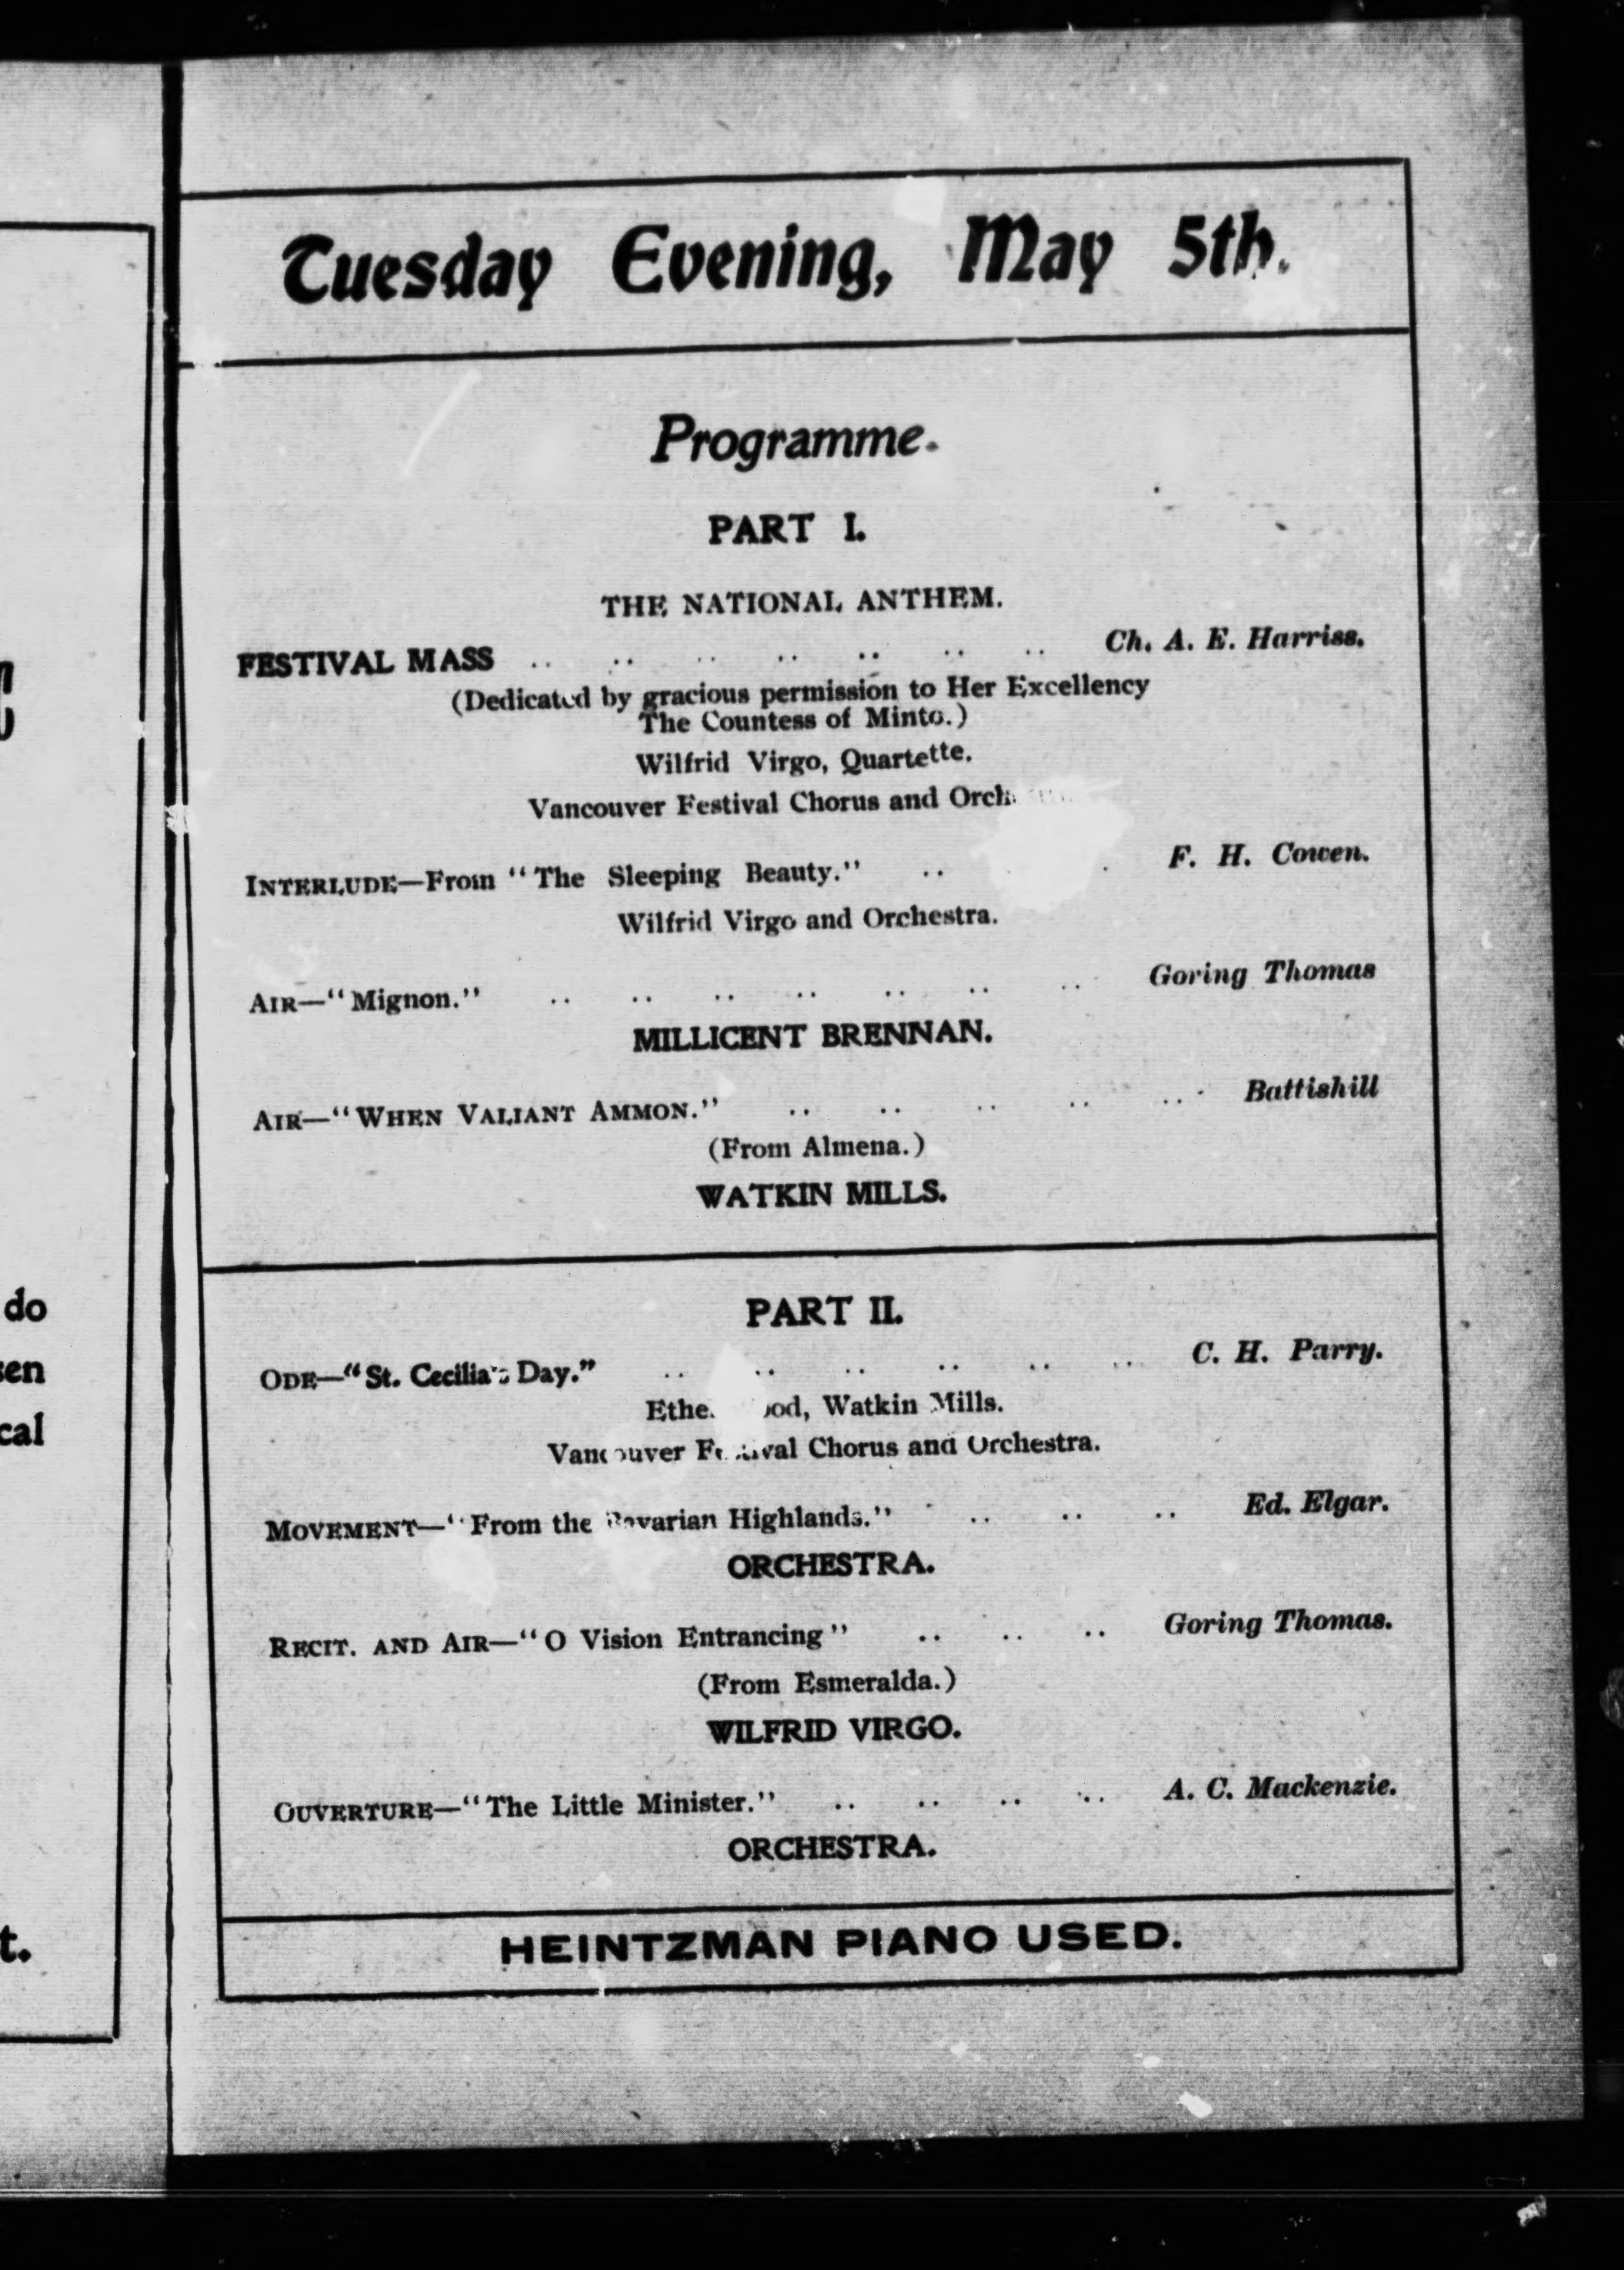 Tuesday Evening, May 5th.
Programme.
PART I.
THE NATIONAL ANTHEM.
FESTIVAL MASS .. .. .. .. .. .. .. Ch. A. E. Harriss.
(Dedicated by gracious permission to Her Excellency
The Countess of Minto.)
Wilfrid Virgo, Quartette.
Vancouver Festival Chorus and
INTERLUDE—From "The Sleeping Beauty." .. . F. H. Cowen.
Wilfrid Virgo and Orchestra.
AIR—"Mignon." .. .. .. .. .. .. .. Goring Thomas
MILLICENT BRENNAN.
AIR—"WHEN VALIANT AMMON." .. .. .. .. .. . Battishill
(From Almena.)
WATKIN MILLS.
PART II.
ODE—"St. Cecilia's Day." .. .. .. .. .. .. C. H. Parry.
Watkin Mills.
Vancouver Festival Chorus and Orchestra.
MOVEMENT—"From the Bavarian Highlands." .. .. .. Ed. Elgar.
ORCHESTRA.
RECIT. AND AIR—"O Vision Entrancing" .. .. .. Goring Thomas.
(From Esmeralda.)
WILFRID VIRGO.
OUVERTURE—"The Little Minister." .. .. .. .. A. C. Mackenzie.
ORCHESTRA.
HEINTZMAN PIANO USED.
do